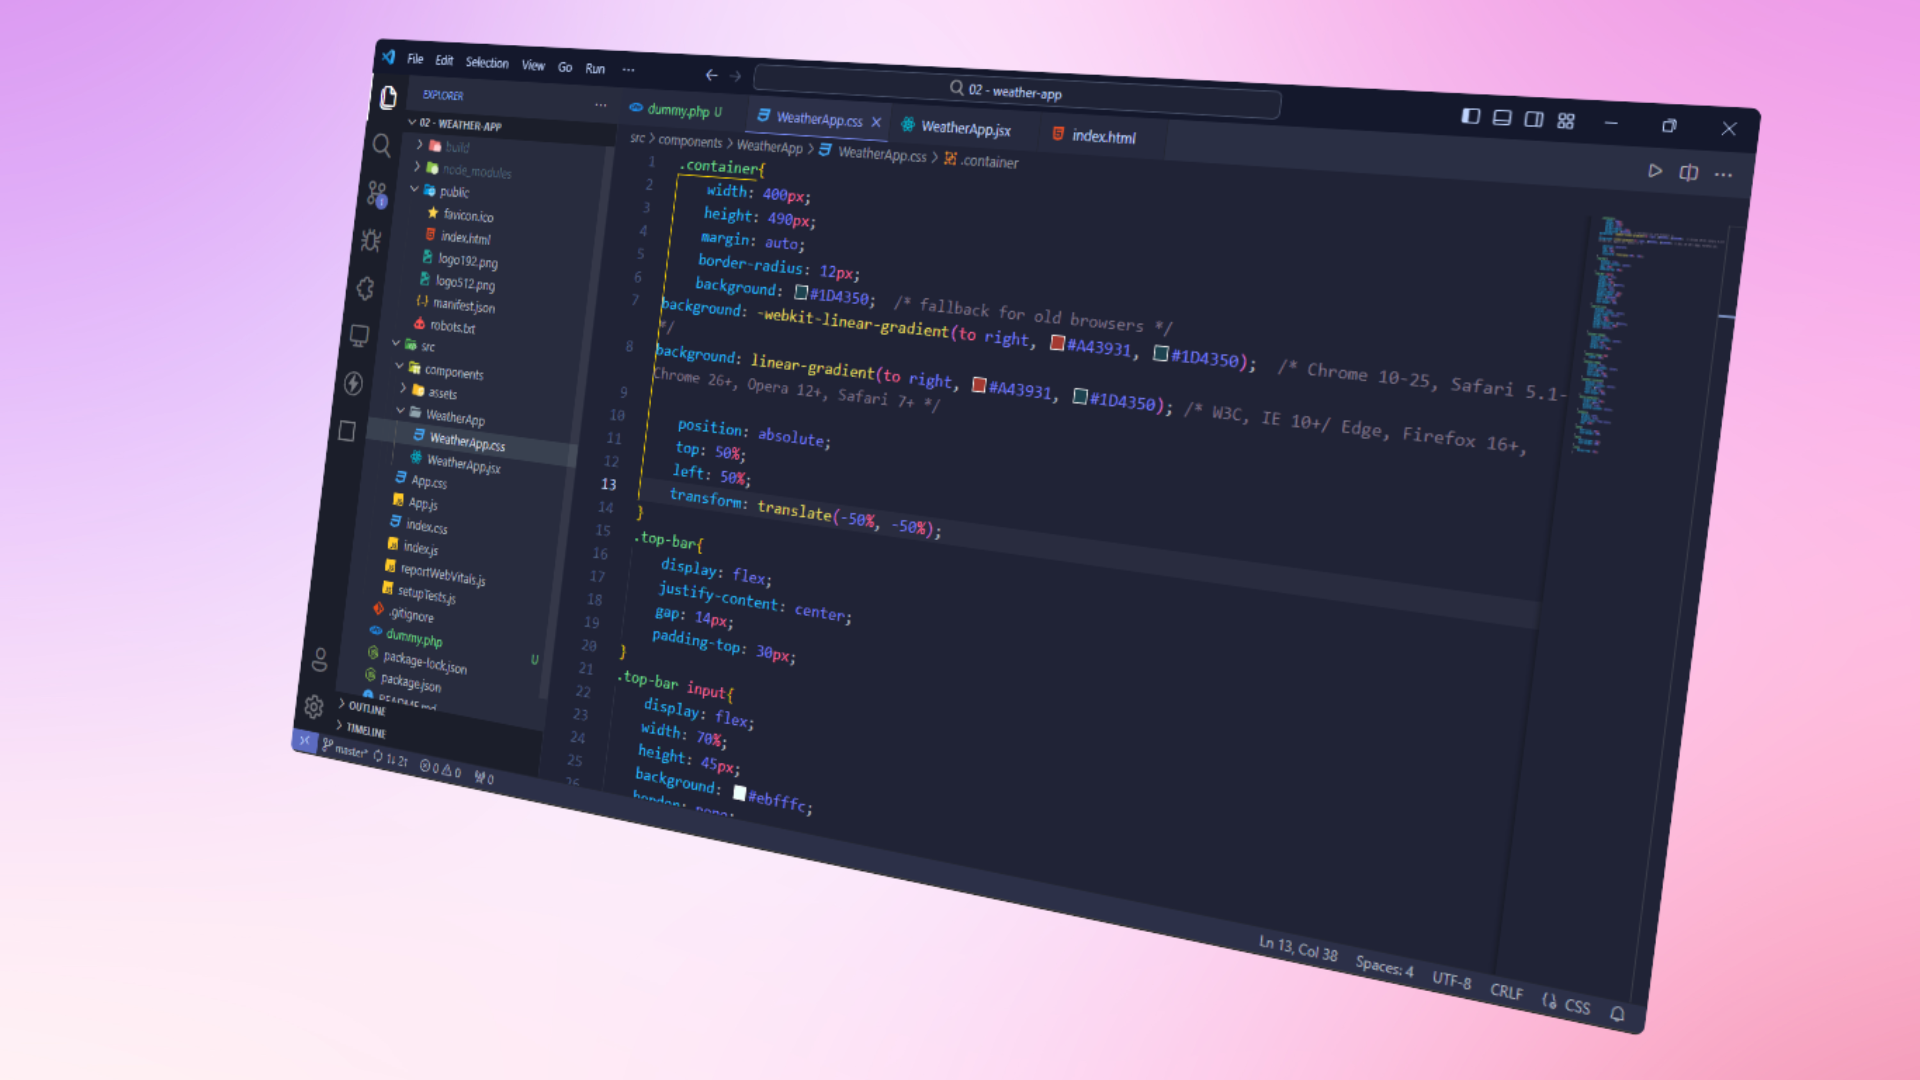 File Edit Selection View Go Run ···
02 - weather-app
EXPLORER ···
02 - WEATHER-APP
build
node_modules
public
favicon.ico
index.html
logo192.png
logo512.png
manifest.json
robots.txt
src
components
assets
WeatherApp
WeatherApp.css
WeatherApp.jsx
App.css
App.js
index.css
index.js
reportWebVitals.js
setupTests.js
.gitignore
dummy.php U
package-lock.json
package.json
README.md
OUTLINE
TIMELINE
dummy.php U WeatherApp.css WeatherApp.jsx index.html
src > components > WeatherApp > WeatherApp.css > .container
1 .container{
2 width: 400px;
3 height: 490px;
4 margin: auto;
5 border-radius: 12px;
6 background: #1D4350; /* fallback for old browsers */
7 background: -webkit-linear-gradient(to right, #A43931, #1D4350); /* Chrome 10-25, Safari 5.1-
*/
8 background: linear-gradient(to right, #A43931, #1D4350); /* W3C, IE 10+/ Edge, Firefox 16+,
Chrome 26+, Opera 12+, Safari 7+ */
9
10 position: absolute;
11 top: 50%;
12 left: 50%;
13 transform: translate(-50%, -50%);
14 }
15 .top-bar{
16 display: flex;
17 justify-content: center;
18 gap: 14px;
19 padding-top: 30px;
20 }
21 .top-bar input{
22 display: flex;
23 width: 70%;
24 height: 45px;
25 background: #ebfffc;
26 border: none;
master* 1↓ 2↑ 0 0 0
Ln 13, Col 38 Spaces: 4 UTF-8 CRLF CSS